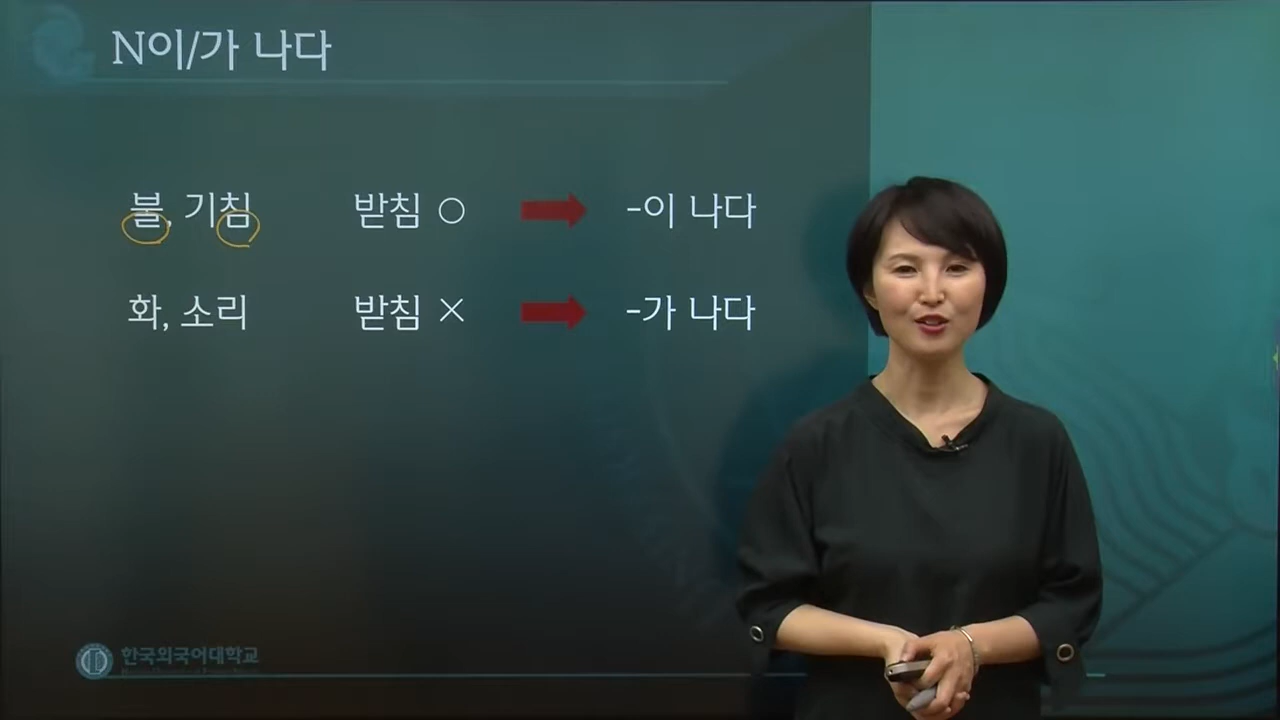 N이/가 나다
불, 기침 받침 ○ → -이 나다
화, 소리 받침 × → -가 나다
한국외국어대학교